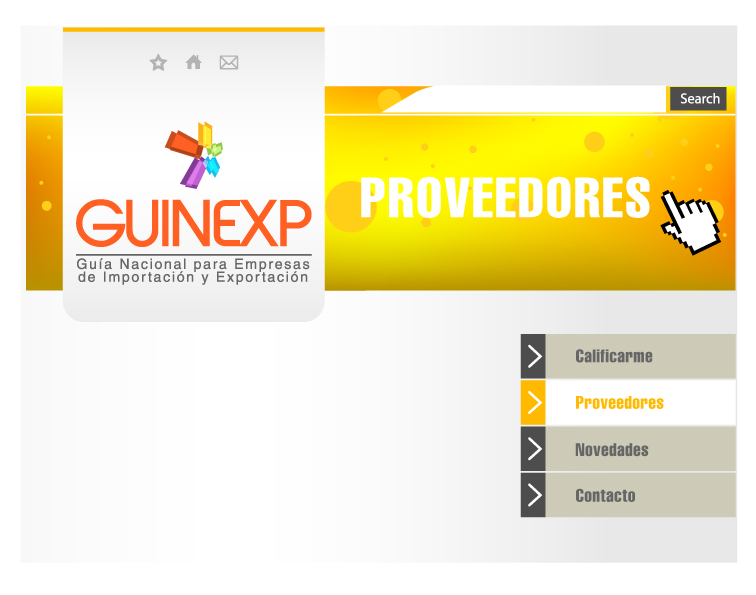 Search
PROVEEDORES
GUINEXP
Guía Nacional para Empresas
de Importación y Exportación
Calificarme
Proveedores
Novedades
Contacto